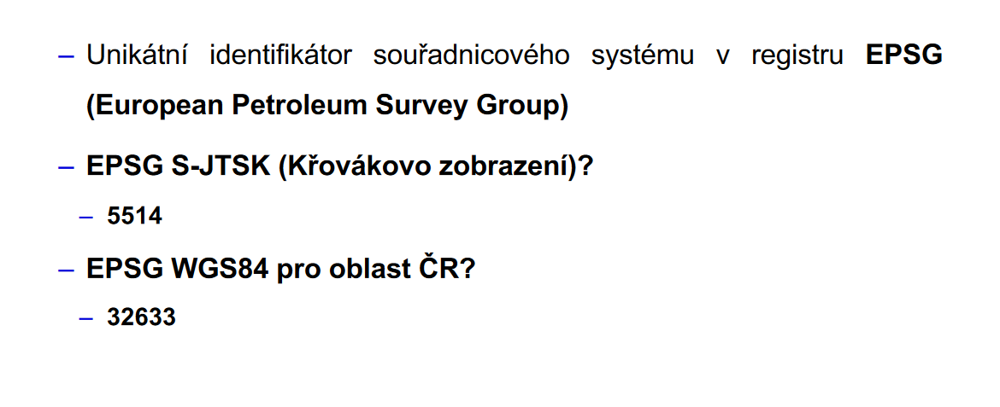 – Unikátní identifikátor souřadnicového systému v registru EPSG
(European Petroleum Survey Group)
– EPSG S-JTSK (Křovákovo zobrazení)?
– 5514
– EPSG WGS84 pro oblast ČR?
– 32633